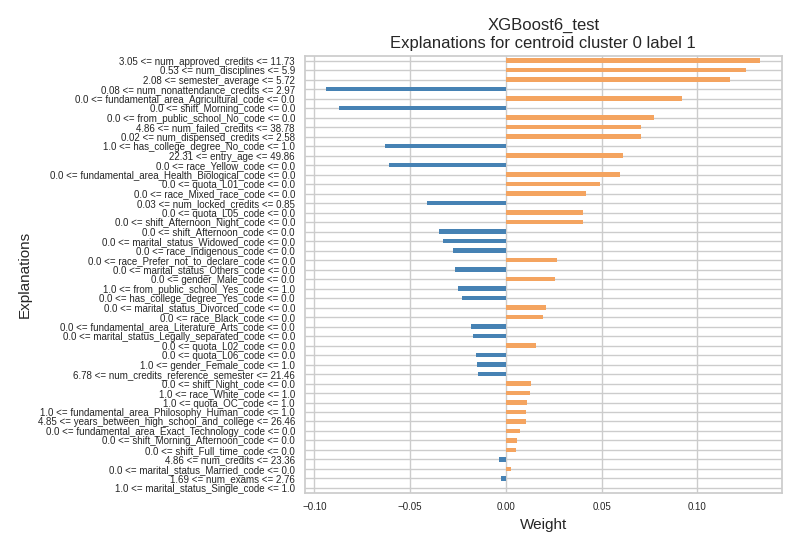 XGBoost6_test
Explanations for centroid cluster 0 label 1
3.05 <= num_approved_credits <= 11.73
0.53 <= num_disciplines <= 5.9
2.08 <= semester_average <= 5.72
0.08 <= num_nonattendance_credits <= 2.97
0.0 <= fundamental_area_Agricultural_code <= 0.0
0.0 <= shift_Morning_code <= 0.0
0.0 <= from_public_school_No_code <= 0.0
4.86 <= num_failed_credits <= 38.78
0.02 <= num_dispensed_credits <= 2.58
1.0 <= has_college_degree_No_code <= 1.0
22.31 <= entry_age <= 49.86
0.0 <= race_Yellow_code <= 0.0
0.0 <= fundamental_area_Health_Biological_code <= 0.0
0.0 <= quota_L01_code <= 0.0
0.0 <= race_Mixed_race_code <= 0.0
0.03 <= num_locked_credits <= 0.85
0.0 <= quota_L05_code <= 0.0
0.0 <= shift_Afternoon_Night_code <= 0.0
0.0 <= shift_Afternoon_code <= 0.0
0.0 <= marital_status_Widowed_code <= 0.0
0.0 <= race_Indigenous_code <= 0.0
0.0 <= race_Prefer_not_to_declare_code <= 0.0
0.0 <= marital_status_Others_code <= 0.0
0.0 <= gender_Male_code <= 0.0
1.0 <= from_public_school_Yes_code <= 1.0
0.0 <= has_college_degree_Yes_code <= 0.0
0.0 <= marital_status_Divorced_code <= 0.0
0.0 <= race_Black_code <= 0.0
0.0 <= fundamental_area_Literature_Arts_code <= 0.0
0.0 <= marital_status_Legally_separated_code <= 0.0
0.0 <= quota_L02_code <= 0.0
0.0 <= quota_L06_code <= 0.0
1.0 <= gender_Female_code <= 1.0
6.78 <= num_credits_reference_semester <= 21.46
0.0 <= shift_Night_code <= 0.0
1.0 <= race_White_code <= 1.0
1.0 <= quota_OC_code <= 1.0
1.0 <= fundamental_area_Philosophy_Human_code <= 1.0
4.85 <= years_between_high_school_and_college <= 26.46
0.0 <= fundamental_area_Exact_Technology_code <= 0.0
0.0 <= shift_Morning_Afternoon_code <= 0.0
0.0 <= shift_Full_time_code <= 0.0
4.86 <= num_credits <= 23.36
0.0 <= marital_status_Married_code <= 0.0
1.69 <= num_exams <= 2.76
1.0 <= marital_status_Single_code <= 1.0
Explanations
−0.10 −0.05 0.00 0.05 0.10
Weight